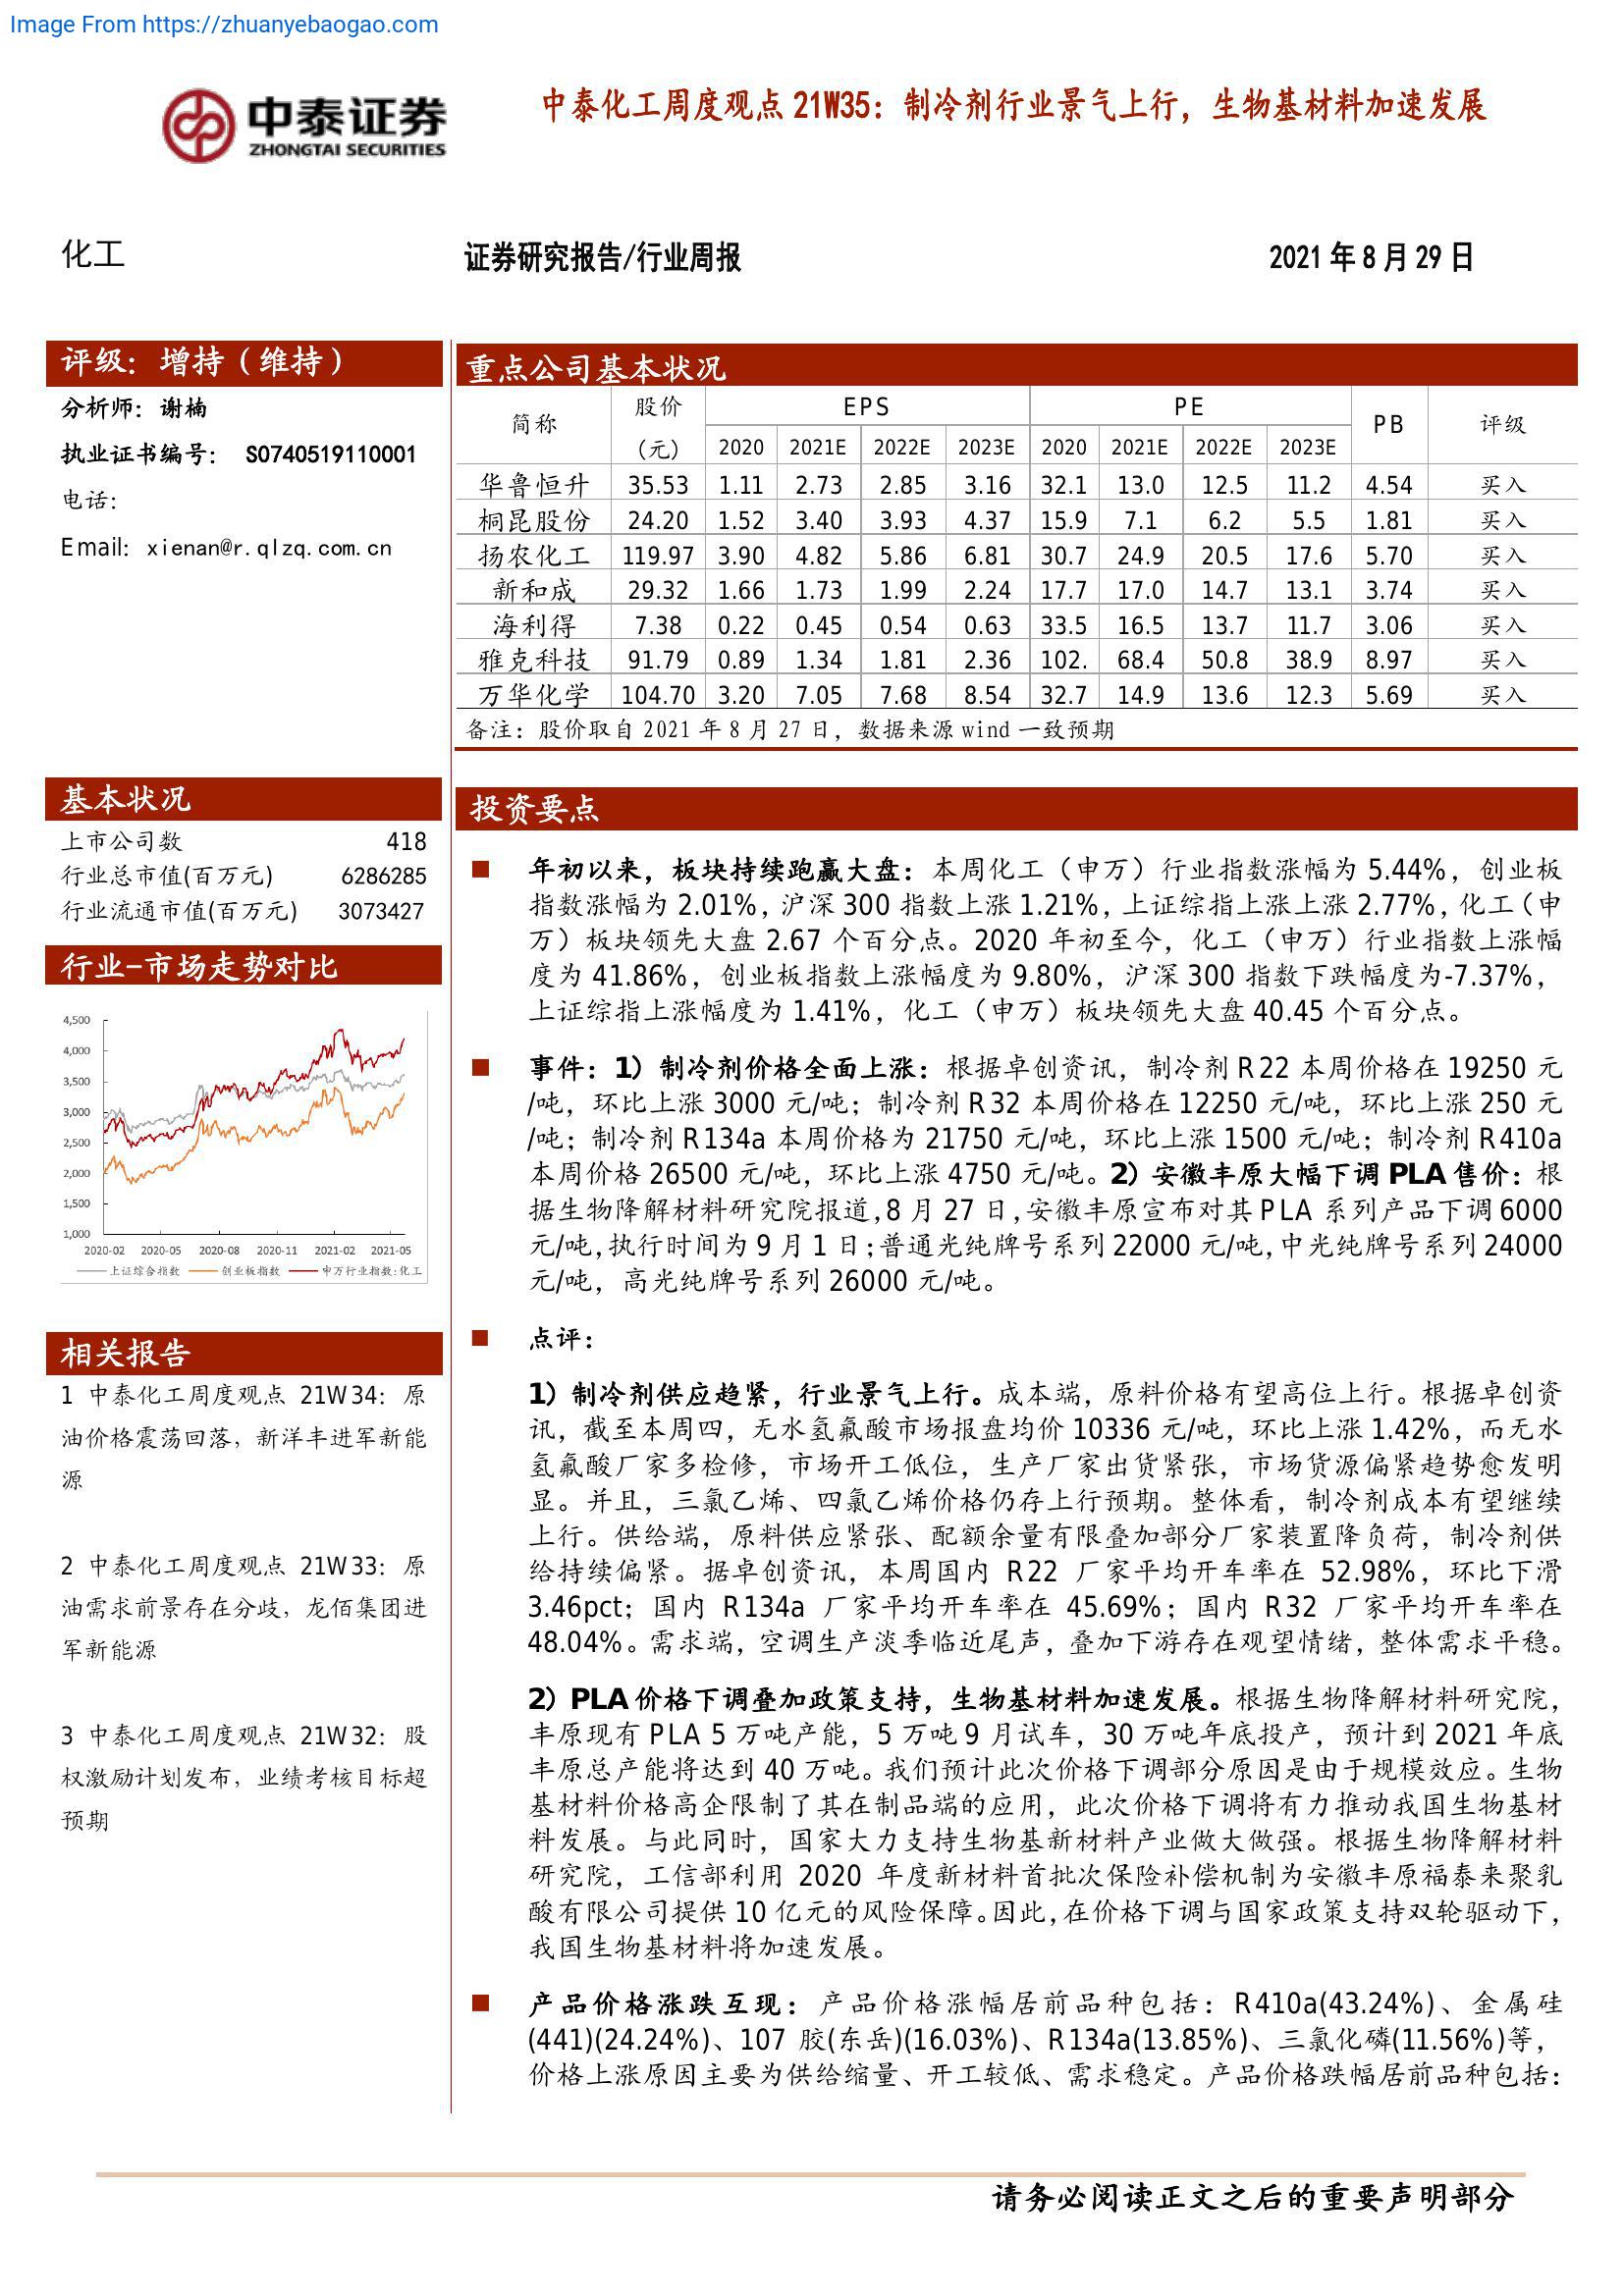 Image From https://zhuanyebaogao.com
中泰证券
ZHONGTAI SECURITIES
中泰化工周度观点 21W35：制冷剂行业景气上行，生物基材料加速发展
化工
证券研究报告/行业周报
2021 年 8 月 29 日
评级：增持（维持）
分析师：谢楠
执业证书编号： S0740519110001
电话：
Email: xienan@r.qlzq.com.cn
基本状况
上市公司数 418
行业总市值(百万元) 6286285
行业流通市值(百万元) 3073427
行业-市场走势对比
4,500
4,000
3,500
3,000
2,500
2,000
1,500
1,000
2020-02 2020-05 2020-08 2020-11 2021-02 2021-05
上证综合指数 创业板指数 申万行业指数:化工
相关报告
1 中泰化工周度观点 21W34：原
油价格震荡回落，新洋丰进军新能
源
2 中泰化工周度观点 21W33：原
油需求前景存在分歧，龙佰集团进
军新能源
3 中泰化工周度观点 21W32：股
权激励计划发布，业绩考核目标超
预期
重点公司基本状况
简称 股价（元） EPS PE PB 评级
2020 2021E 2022E 2023E 2020 2021E 2022E 2023E
华鲁恒升 35.53 1.11 2.73 2.85 3.16 32.1 13.0 12.5 11.2 4.54 买入
桐昆股份 24.20 1.52 3.40 3.93 4.37 15.9 7.1 6.2 5.5 1.81 买入
扬农化工 119.97 3.90 4.82 5.86 6.81 30.7 24.9 20.5 17.6 5.70 买入
新和成 29.32 1.66 1.73 1.99 2.24 17.7 17.0 14.7 13.1 3.74 买入
海利得 7.38 0.22 0.45 0.54 0.63 33.5 16.5 13.7 11.7 3.06 买入
雅克科技 91.79 0.89 1.34 1.81 2.36 102. 68.4 50.8 38.9 8.97 买入
万华化学 104.70 3.20 7.05 7.68 8.54 32.7 14.9 13.6 12.3 5.69 买入
备注：股价取自 2021 年 8 月 27 日，数据来源 wind 一致预期
投资要点
■ 年初以来，板块持续跑赢大盘：本周化工（申万）行业指数涨幅为 5.44%，创业板
指数涨幅为 2.01%，沪深 300 指数上涨 1.21%，上证综指上涨上涨 2.77%，化工（申
万）板块领先大盘 2.67 个百分点。2020 年初至今，化工（申万）行业指数上涨幅
度为 41.86%，创业板指数上涨幅度为 9.80%，沪深 300 指数下跌幅度为-7.37%，
上证综指上涨幅度为 1.41%，化工（申万）板块领先大盘 40.45 个百分点。
■ 事件：1）制冷剂价格全面上涨：根据卓创资讯，制冷剂 R22 本周价格在 19250 元
/吨，环比上涨 3000 元/吨；制冷剂 R32 本周价格在 12250 元/吨，环比上涨 250 元
/吨；制冷剂 R134a 本周价格为 21750 元/吨，环比上涨 1500 元/吨；制冷剂 R410a
本周价格 26500 元/吨，环比上涨 4750 元/吨。2）安徽丰原大幅下调 PLA 售价：根
据生物降解材料研究院报道，8 月 27 日，安徽丰原宣布对其 PLA 系列产品下调 6000
元/吨，执行时间为 9 月 1 日；普通光纯牌号系列 22000 元/吨，中光纯牌号系列 24000
元/吨，高光纯牌号系列 26000 元/吨。
■ 点评：
1）制冷剂供应趋紧，行业景气上行。成本端，原料价格有望高位上行。根据卓创资
讯，截至本周四，无水氢氟酸市场报盘均价 10336 元/吨，环比上涨 1.42%，而无水
氢氟酸厂家多检修，市场开工低位，生产厂家出货紧张，市场货源偏紧趋势愈发明
显。并且，三氯乙烯、四氯乙烯价格仍存上行预期。整体看，制冷剂成本有望继续
上行。供给端，原料供应紧张、配额余量有限叠加部分厂家装置降负荷，制冷剂供
给持续偏紧。据卓创资讯，本周国内 R22 厂家平均开车率在 52.98%，环比下滑
3.46pct；国内 R134a 厂家平均开车率在 45.69%；国内 R32 厂家平均开车率在
48.04%。需求端，空调生产淡季临近尾声，叠加下游存在观望情绪，整体需求平稳。
2）PLA 价格下调叠加政策支持，生物基材料加速发展。根据生物降解材料研究院，
丰原现有 PLA 5 万吨产能，5 万吨 9 月试车，30 万吨年底投产，预计到 2021 年底
丰原总产能将达到 40 万吨。我们预计此次价格下调部分原因是由于规模效应。生物
基材料价格高企限制了其在制品端的应用，此次价格下调将有力推动我国生物基材
料发展。与此同时，国家大力支持生物基新材料产业做大做强。根据生物降解材料
研究院，工信部利用 2020 年度新材料首批次保险补偿机制为安徽丰原福泰来聚乳
酸有限公司提供 10 亿元的风险保障。因此，在价格下调与国家政策支持双轮驱动下，
我国生物基材料将加速发展。
■ 产品价格涨跌互现：产品价格涨幅居前品种包括：R410a(43.24%)、金属硅
(441)(24.24%)、107 胶(东岳)(16.03%)、R134a(13.85%)、三氯化磷(11.56%)等，
价格上涨原因主要为供给缩量、开工较低、需求稳定。产品价格跌幅居前品种包括：
请务必阅读正文之后的重要声明部分